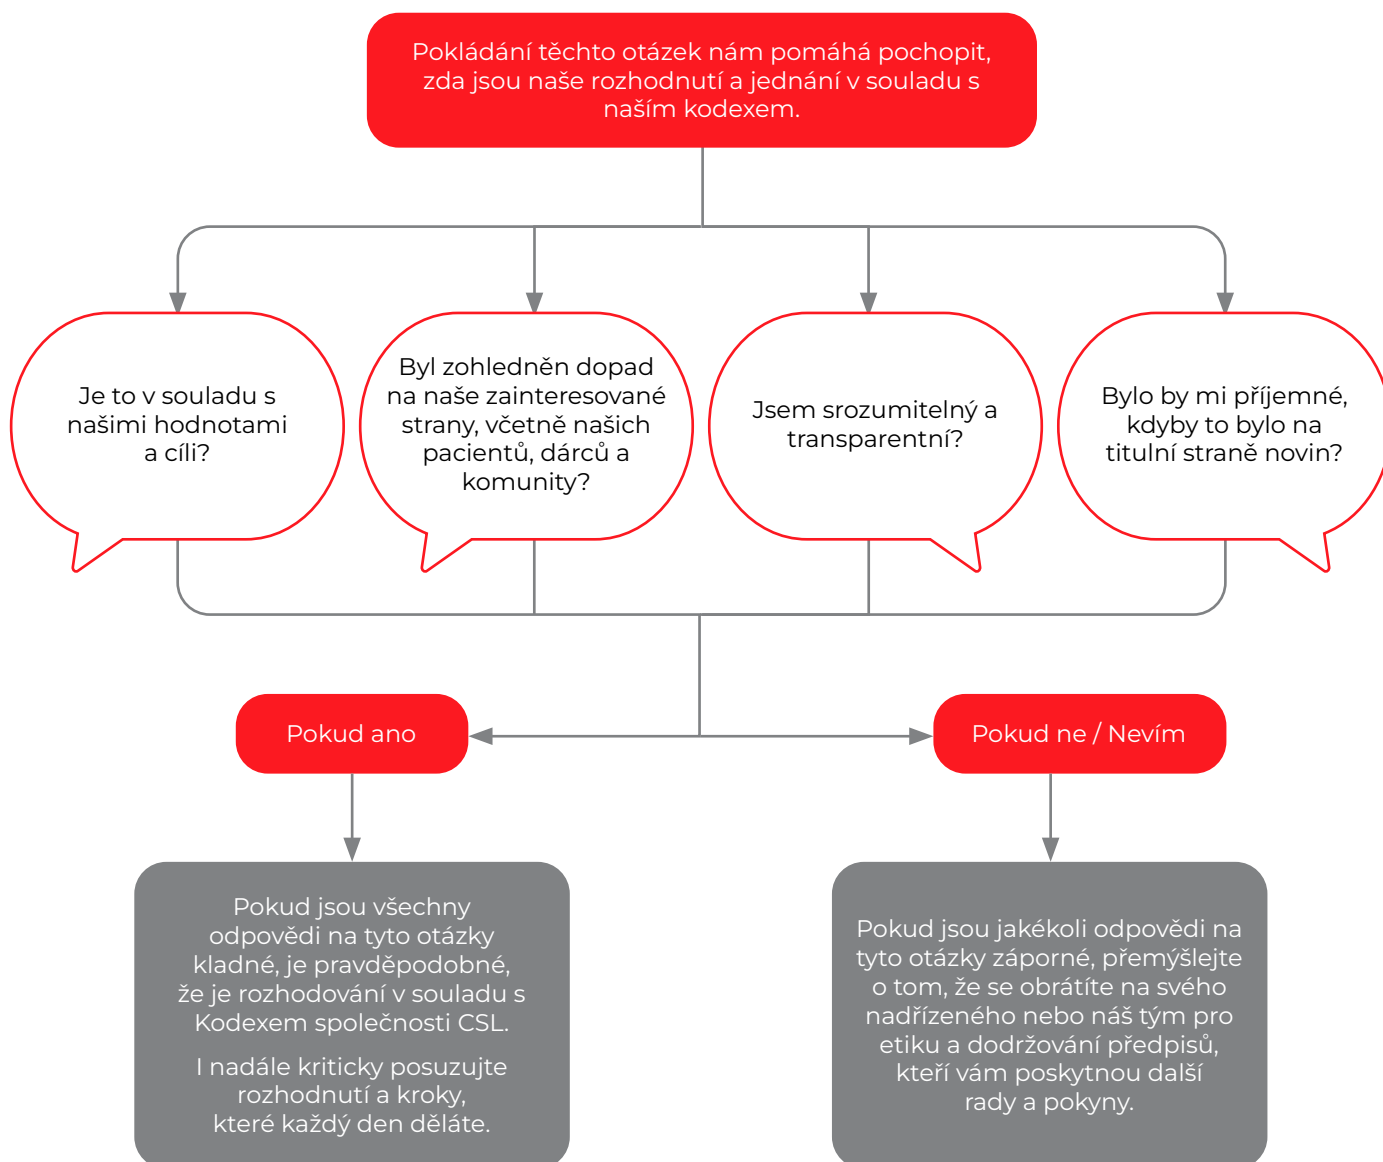 Pokládání těchto otázek nám pomáhá pochopit,
zda jsou naše rozhodnutí a jednání v souladu s
naším kodexem.
Je to v souladu s
našimi hodnotami
a cíli?
Byl zohledněn dopad
na naše zainteresované
strany, včetně našich
pacientů, dárců a
komunity?
Jsem srozumitelný a
transparentní?
Bylo by mi příjemné,
kdyby to bylo na
titulní straně novin?
Pokud ano
Pokud ne / Nevím
Pokud jsou všechny
odpovědi na tyto otázky
kladné, je pravděpodobné,
že je rozhodování v souladu s
Kodexem společnosti CSL.
I nadále kriticky posuzujte
rozhodnutí a kroky,
které každý den děláte.
Pokud jsou jakékoli odpovědi na
tyto otázky záporné, přemýšlejte
o tom, že se obrátíte na svého
nadřízeného nebo náš tým pro
etiku a dodržování předpisů,
kteří vám poskytnou další
rady a pokyny.